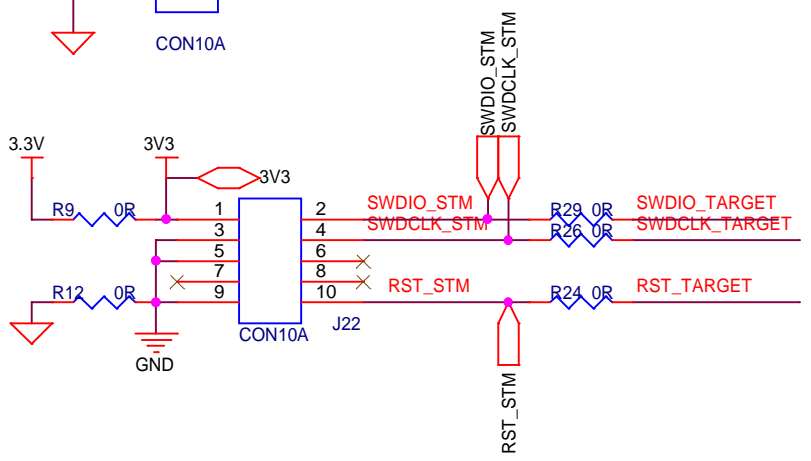 CON10A
SWDIO_STM
SWDCLK_STM
3.3V
3V3
3V3
R9 0R
1
2
SWDIO_STM
R29 0R
SWDIO_TARGET
3
4
SWDCLK_STM
R26 0R
SWDCLK_TARGET
5
6
7
8
R12 0R
9
10
RST_STM
R24 0R
RST_TARGET
CON10A
J22
GND
RST_STM